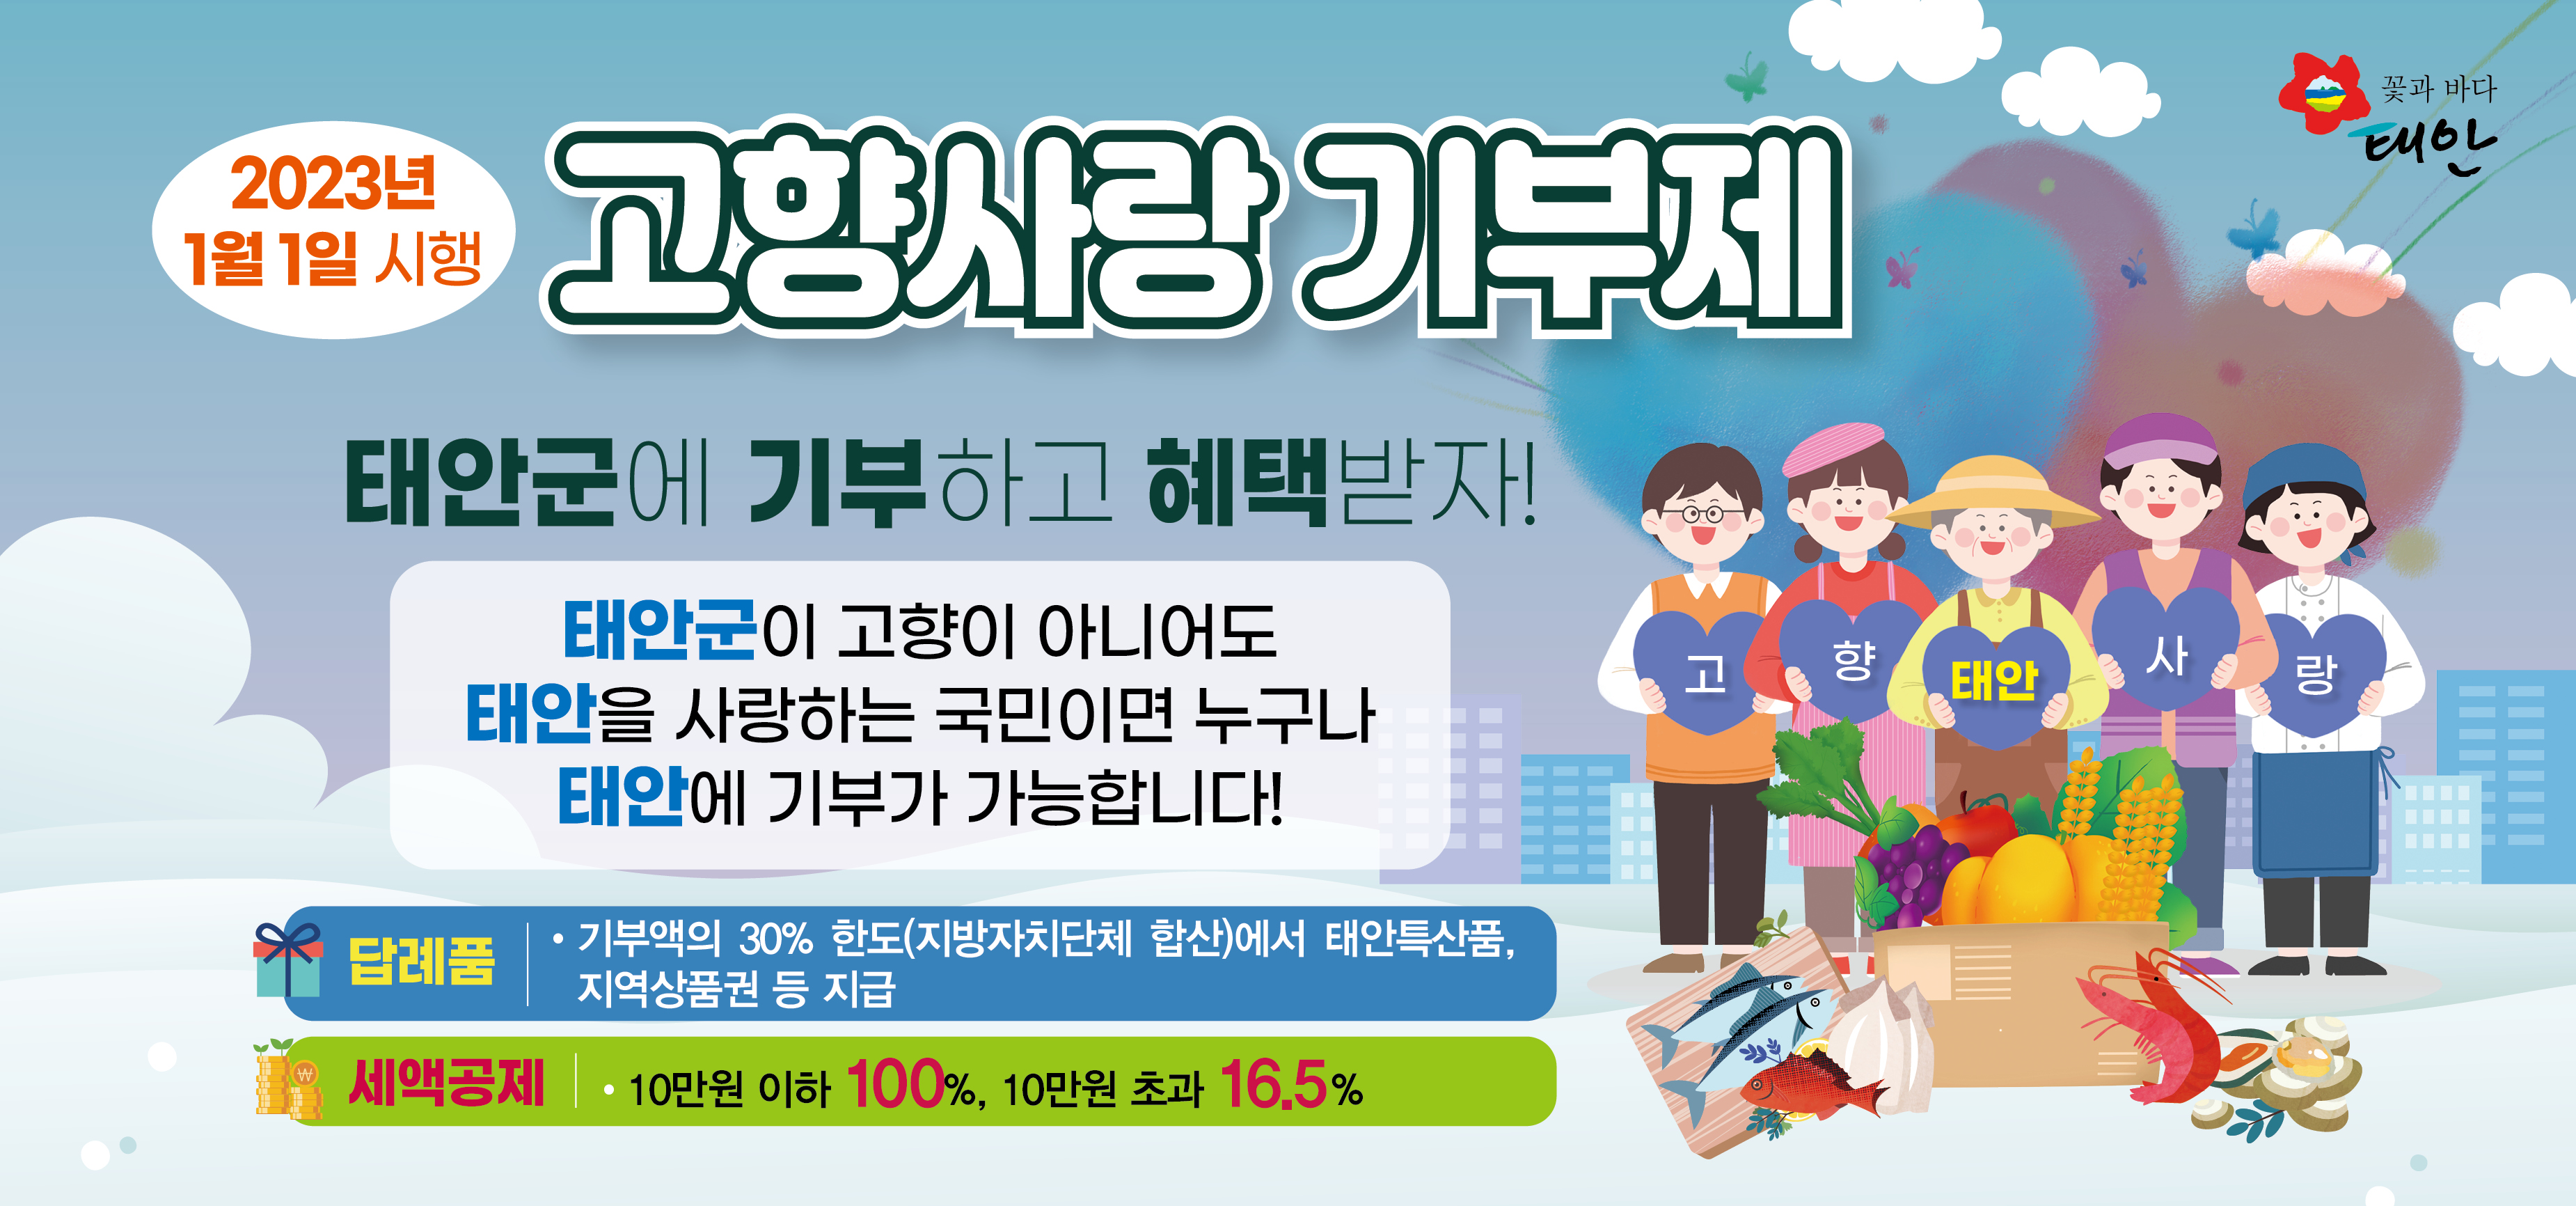 2023년
1월 1일 시행
고향사랑 기부제
꽃과 바다
태안
태안군에 기부하고 혜택받자!
태안군이 고향이 아니어도
태안을 사랑하는 국민이면 누구나
태안에 기부가 가능합니다!
고 향 태안 사 랑
답례품
• 기부액의 30% 한도(지방자치단체 합산)에서 태안특산품,
지역상품권 등 지급
세액공제
• 10만원 이하 100%, 10만원 초과 16.5%
₩